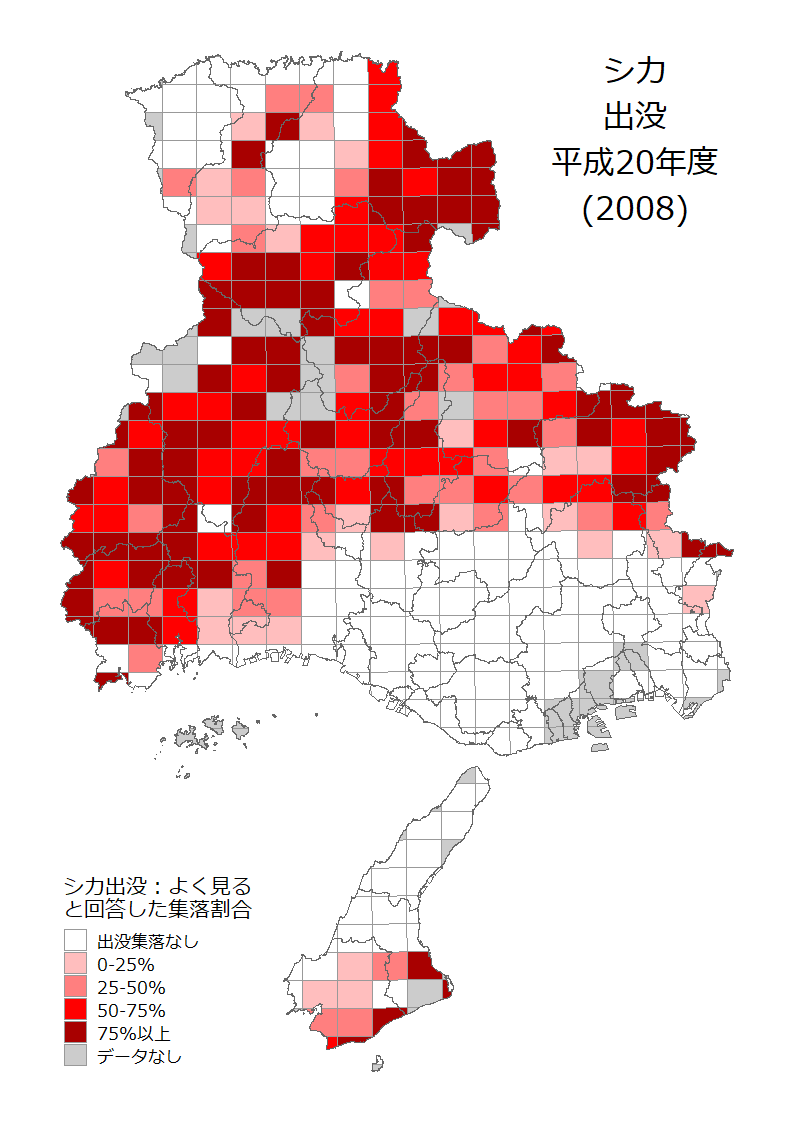 シカ
出没
平成20年度
(2008)
シカ出没：よく見る
と回答した集落割合
出没集落なし
0-25%
25-50%
50-75%
75%以上
データなし